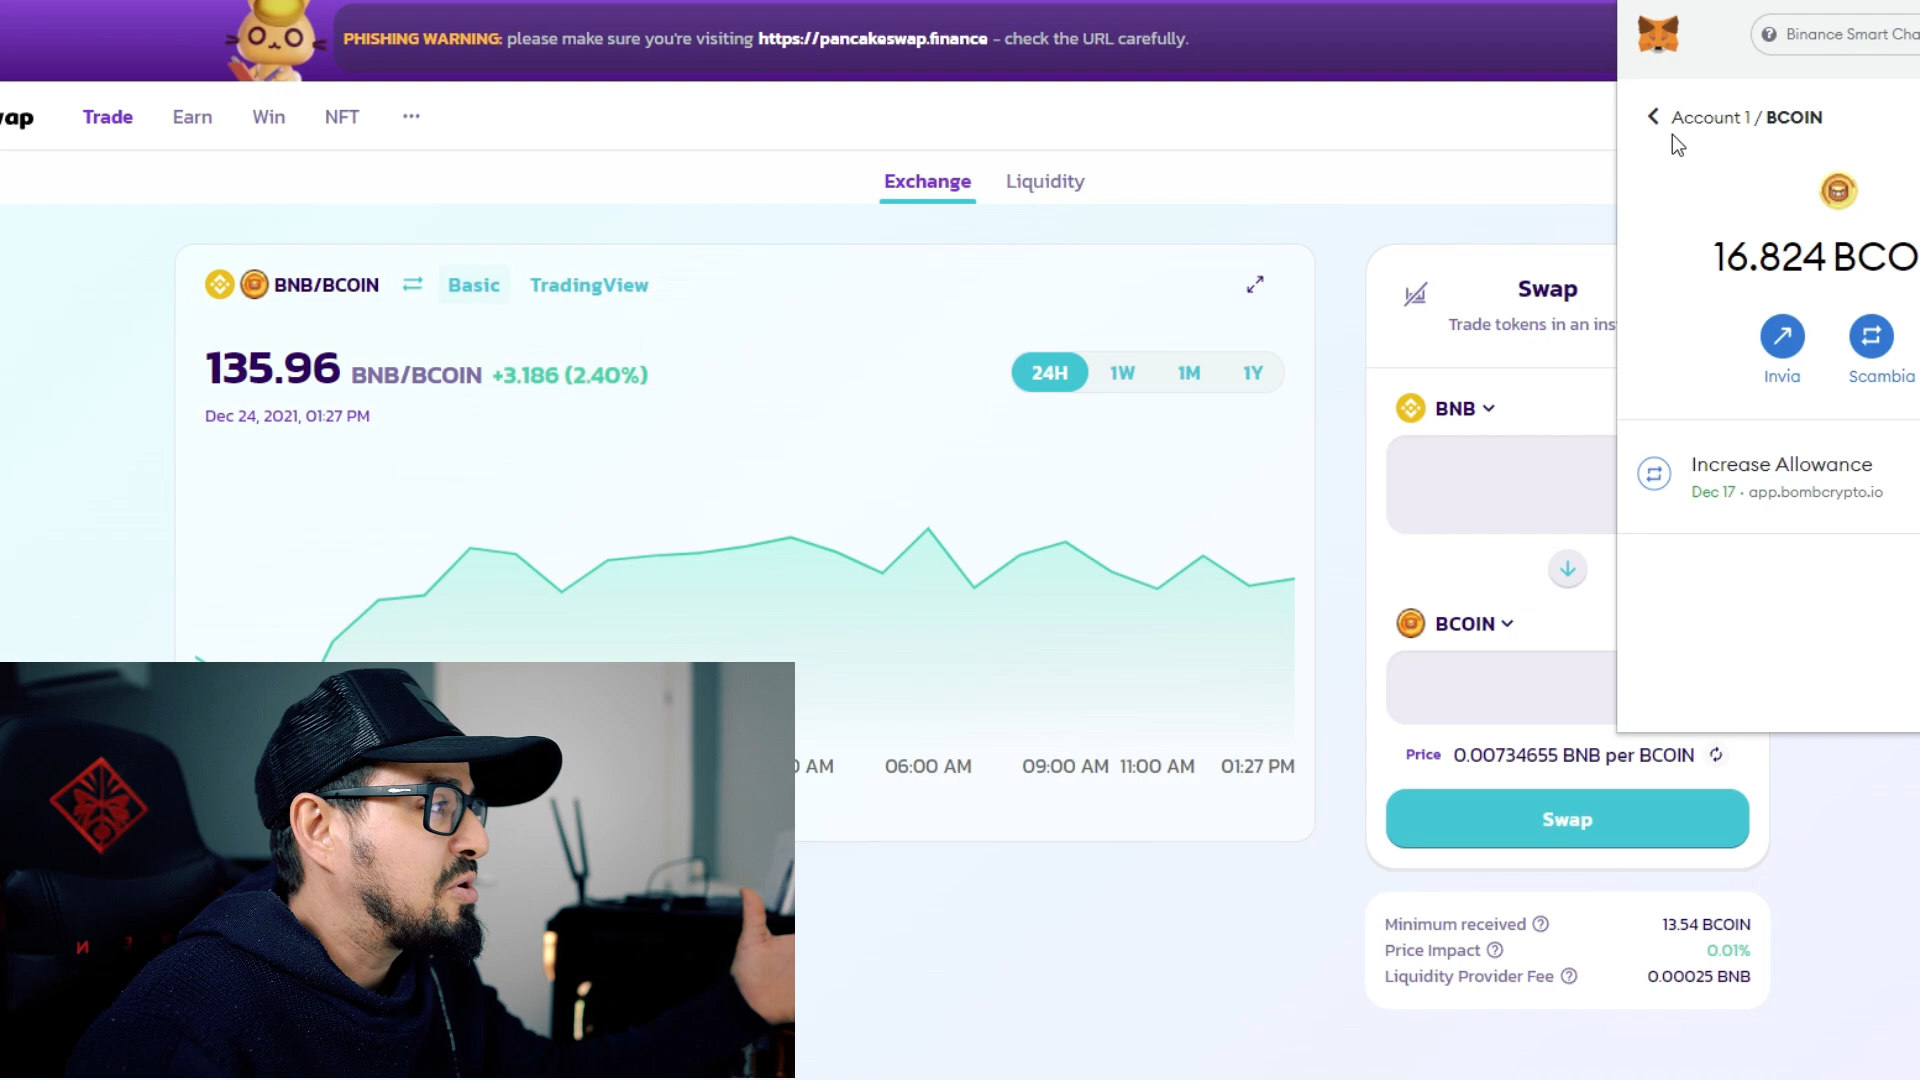 PHISHING WARNING: please make sure you're visiting https://pancakeswap.finance - check the URL carefully.
Trade
Earn
Win
NFT
Exchange
Liquidity
BNB/BCOIN
Basic
TradingView
135.96 BNB/BCOIN +3.186 (2.40%)
Dec 24, 2021, 01:27 PM
24H
1W
1M
1Y
06:00 AM
09:00 AM
11:00 AM
01:27 PM
Swap
Trade tokens in an ins
BNB
BCOIN
Price 0.00734655 BNB per BCOIN
Swap
Minimum received 13.54 BCOIN
Price Impact 0.01%
Liquidity Provider Fee 0.00025 BNB
Binance Smart Cha
Account 1 / BCOIN
16.824 BCO
Invia
Scambia
Increase Allowance
Dec 17 · app.bombcrypto.io